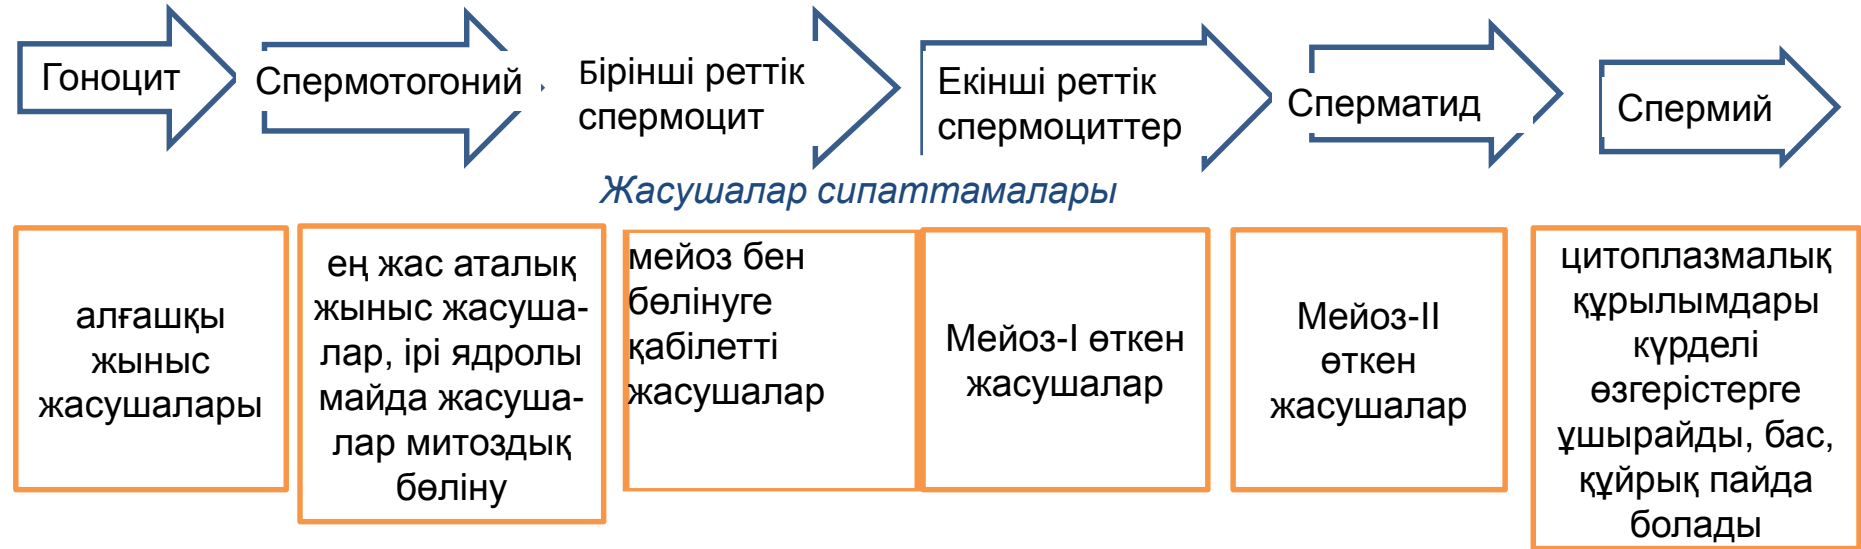 Гоноцит
Спермотогоний
Бірінші реттік
спермоцит
Екінші реттік
спермоциттер
Сперматид
Спермий
Жасушалар сипаттамалары
алғашқы
жыныс
жасушалары
ең жас аталық
жыныс жасуша-
лар, ірі ядролы
майда жасуша-
лар митоздық
бөліну
мейоз бен
бөлінуге
қабілетті
жасушалар
Мейоз-I өткен
жасушалар
Мейоз-II
өткен
жасушалар
цитоплазмалық
құрылымдары
күрделі
өзгерістерге
ұшырайды, бас,
құйрық пайда
болады